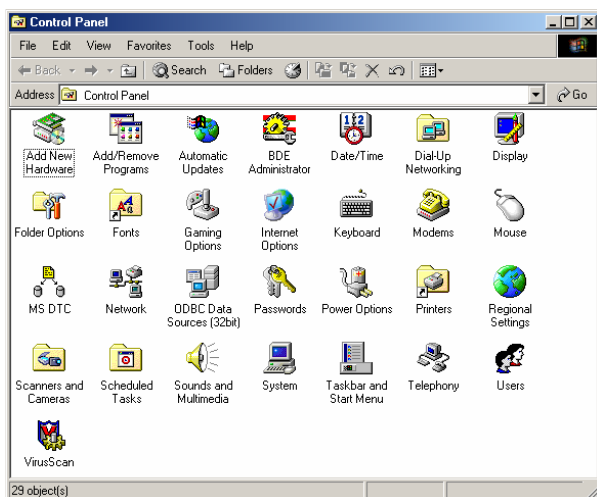 Control Panel
File Edit View Favorites Tools Help
Back Search Folders
Address Control Panel Go
Add New Hardware
Add/Remove Programs
Automatic Updates
BDE Administrator
Date/Time
Dial-Up Networking
Display
Folder Options
Fonts
Gaming Options
Internet Options
Keyboard
Modems
Mouse
MS DTC
Network
ODBC Data Sources (32bit)
Passwords
Power Options
Printers
Regional Settings
Scanners and Cameras
Scheduled Tasks
Sounds and Multimedia
System
Taskbar and Start Menu
Telephony
Users
VirusScan
29 object(s)